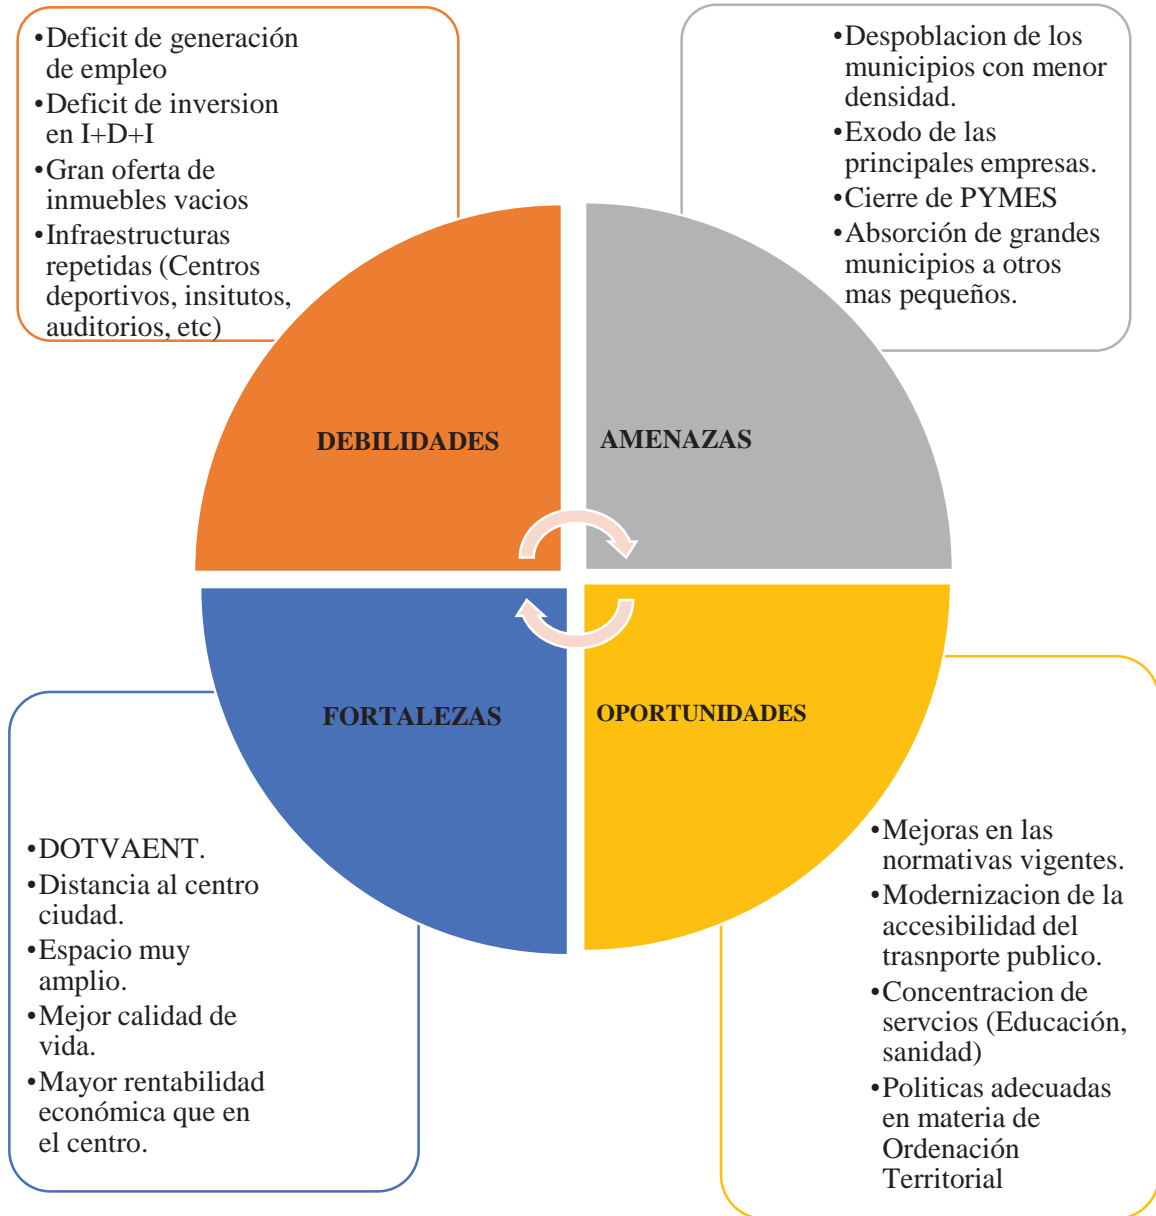 •Deficit de generación
de empleo
•Deficit de inversion
en I+D+I
•Gran oferta de
inmuebles vacios
•Infraestructuras
repetidas (Centros
deportivos, insitutos,
auditorios, etc)
•Despoblacion de los
municipios con menor
densidad.
•Exodo de las
principales empresas.
•Cierre de PYMES
•Absorción de grandes
municipios a otros
mas pequeños.
DEBILIDADES
AMENAZAS
FORTALEZAS
OPORTUNIDADES
•DOTVAENT.
•Distancia al centro
ciudad.
•Espacio muy
amplio.
•Mejor calidad de
vida.
•Mayor rentabilidad
económica que en
el centro.
•Mejoras en las
normativas vigentes.
•Modernizacion de la
accesibilidad del
trasnporte publico.
•Concentracion de
servcios (Educación,
sanidad)
•Politicas adecuadas
en materia de
Ordenación
Territorial